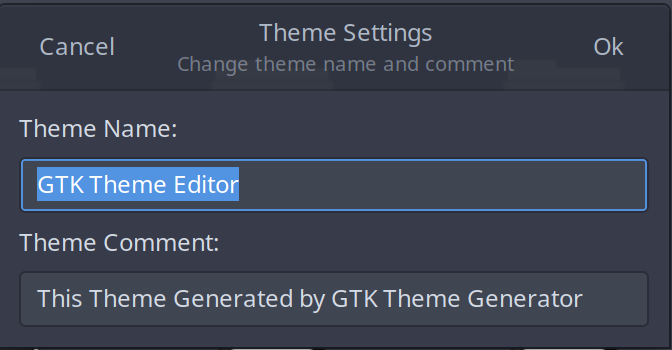 Cancel
Theme Settings
Ok
Change theme name and comment
Theme Name:
GTK Theme Editor
Theme Comment:
This Theme Generated by GTK Theme Generator